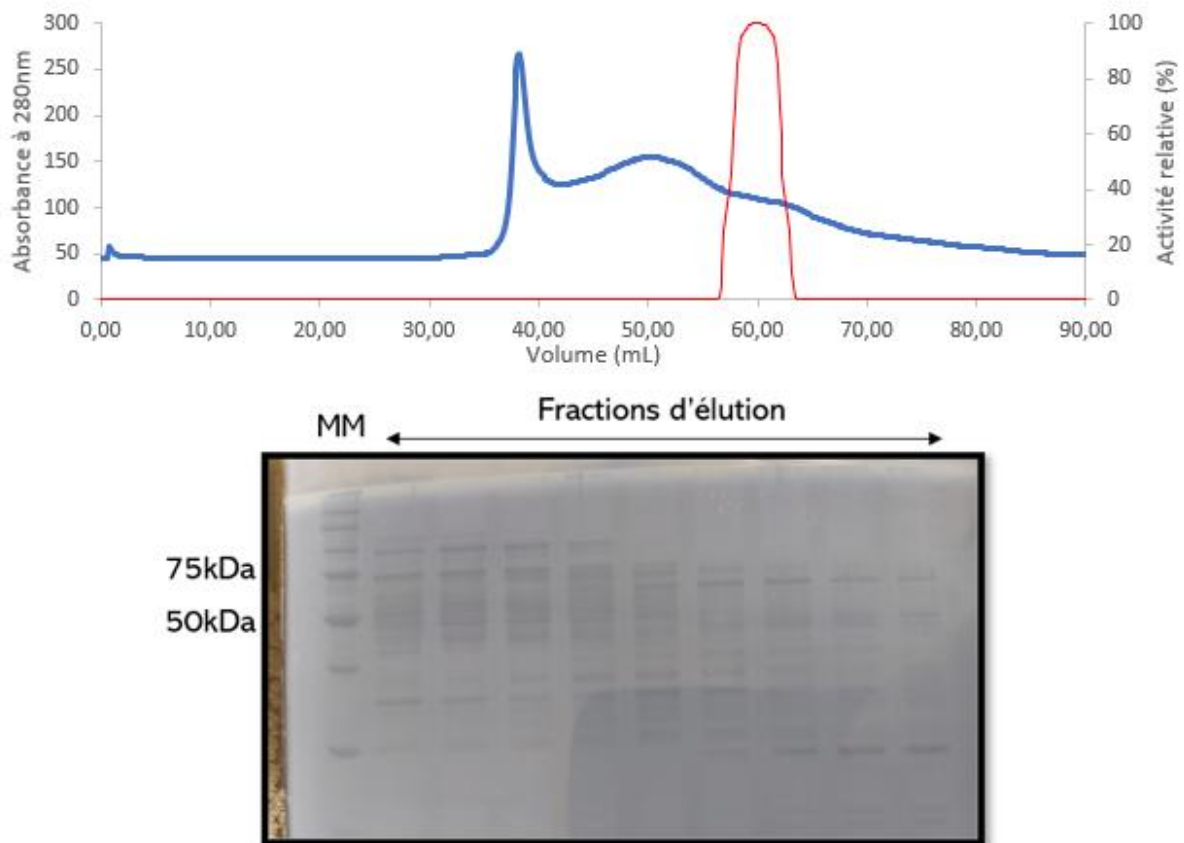 Absorbance à 280nm
300
250
200
150
100
50
0
100
80
60
40
20
0
Activité relative (%)
0,00 10,00 20,00 30,00 40,00 50,00 60,00 70,00 80,00 90,00
Volume (mL)
MM
Fractions d'élution
75kDa
50kDa